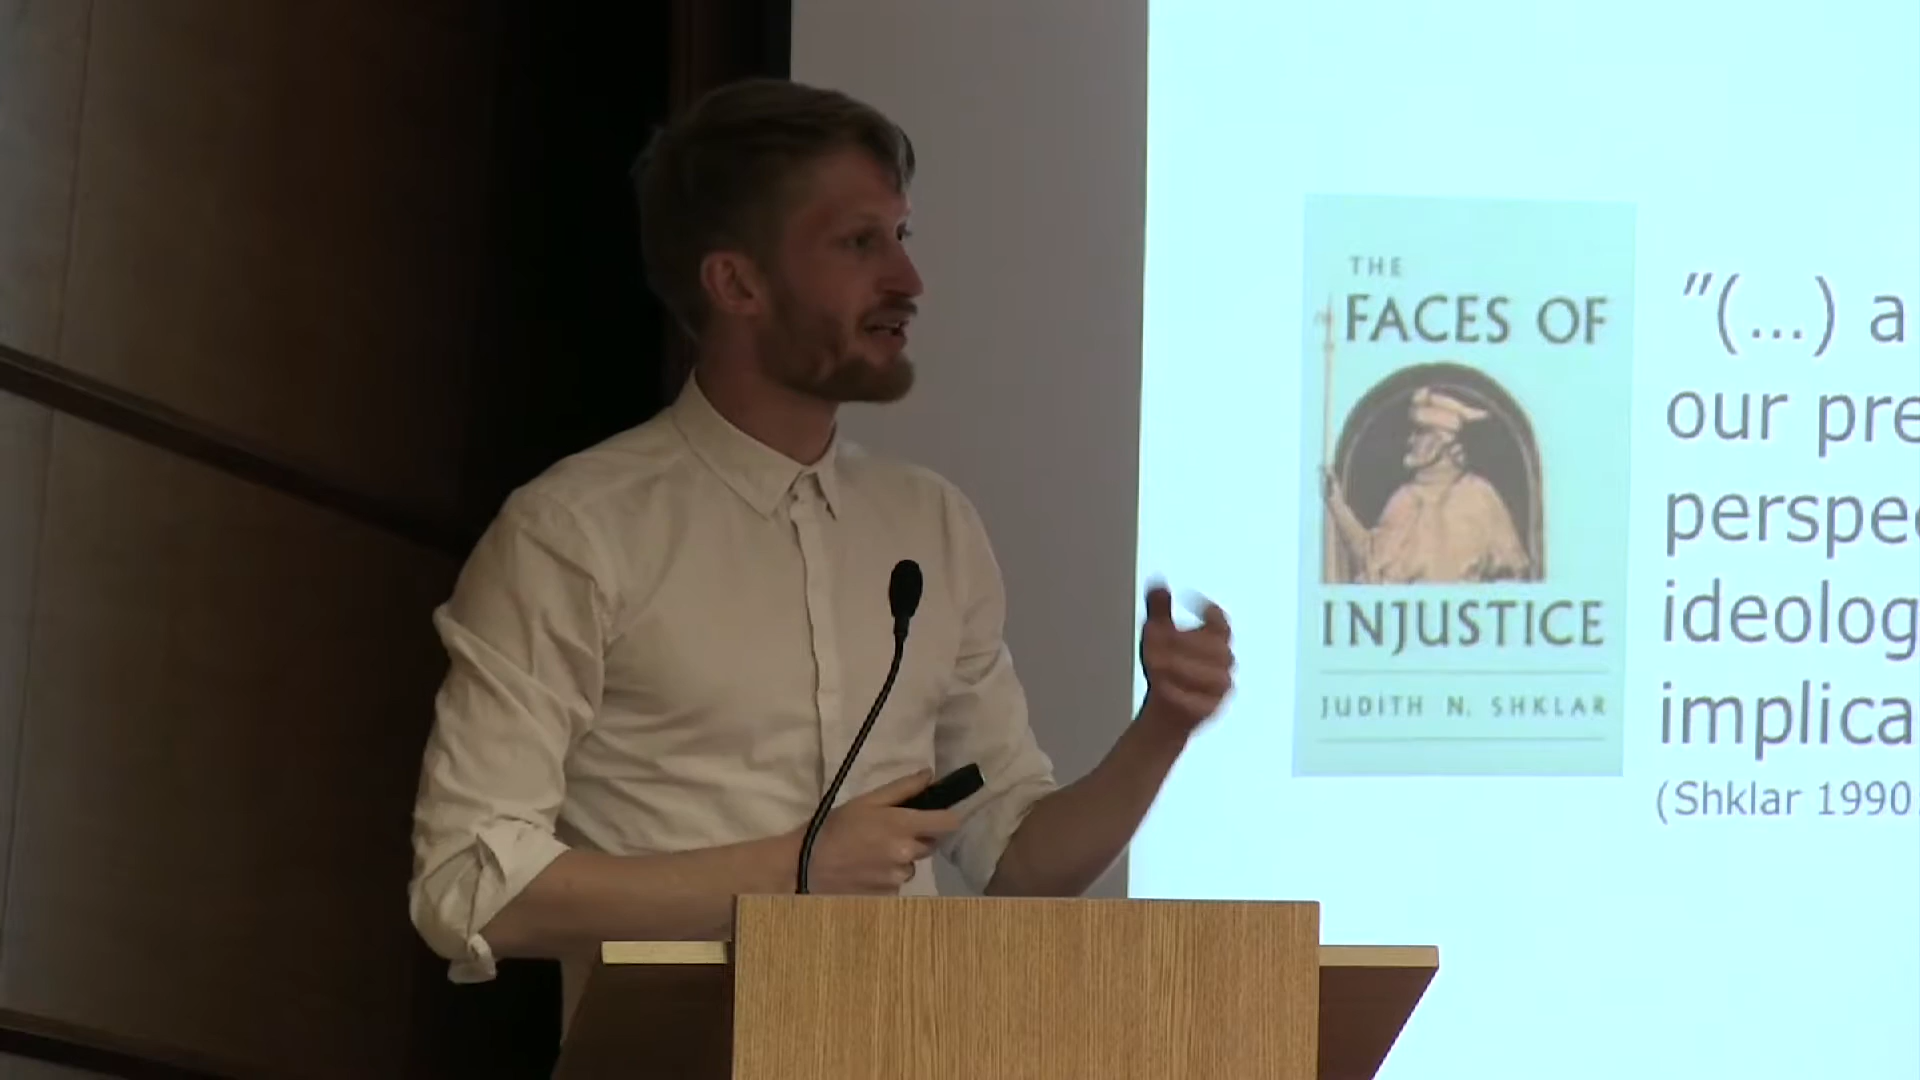 THE
FACES OF
INJUSTICE
JUDITH N. SHKLAR
"(...) a
our pre
perspe
ideolog
implica
(Shklar 1990